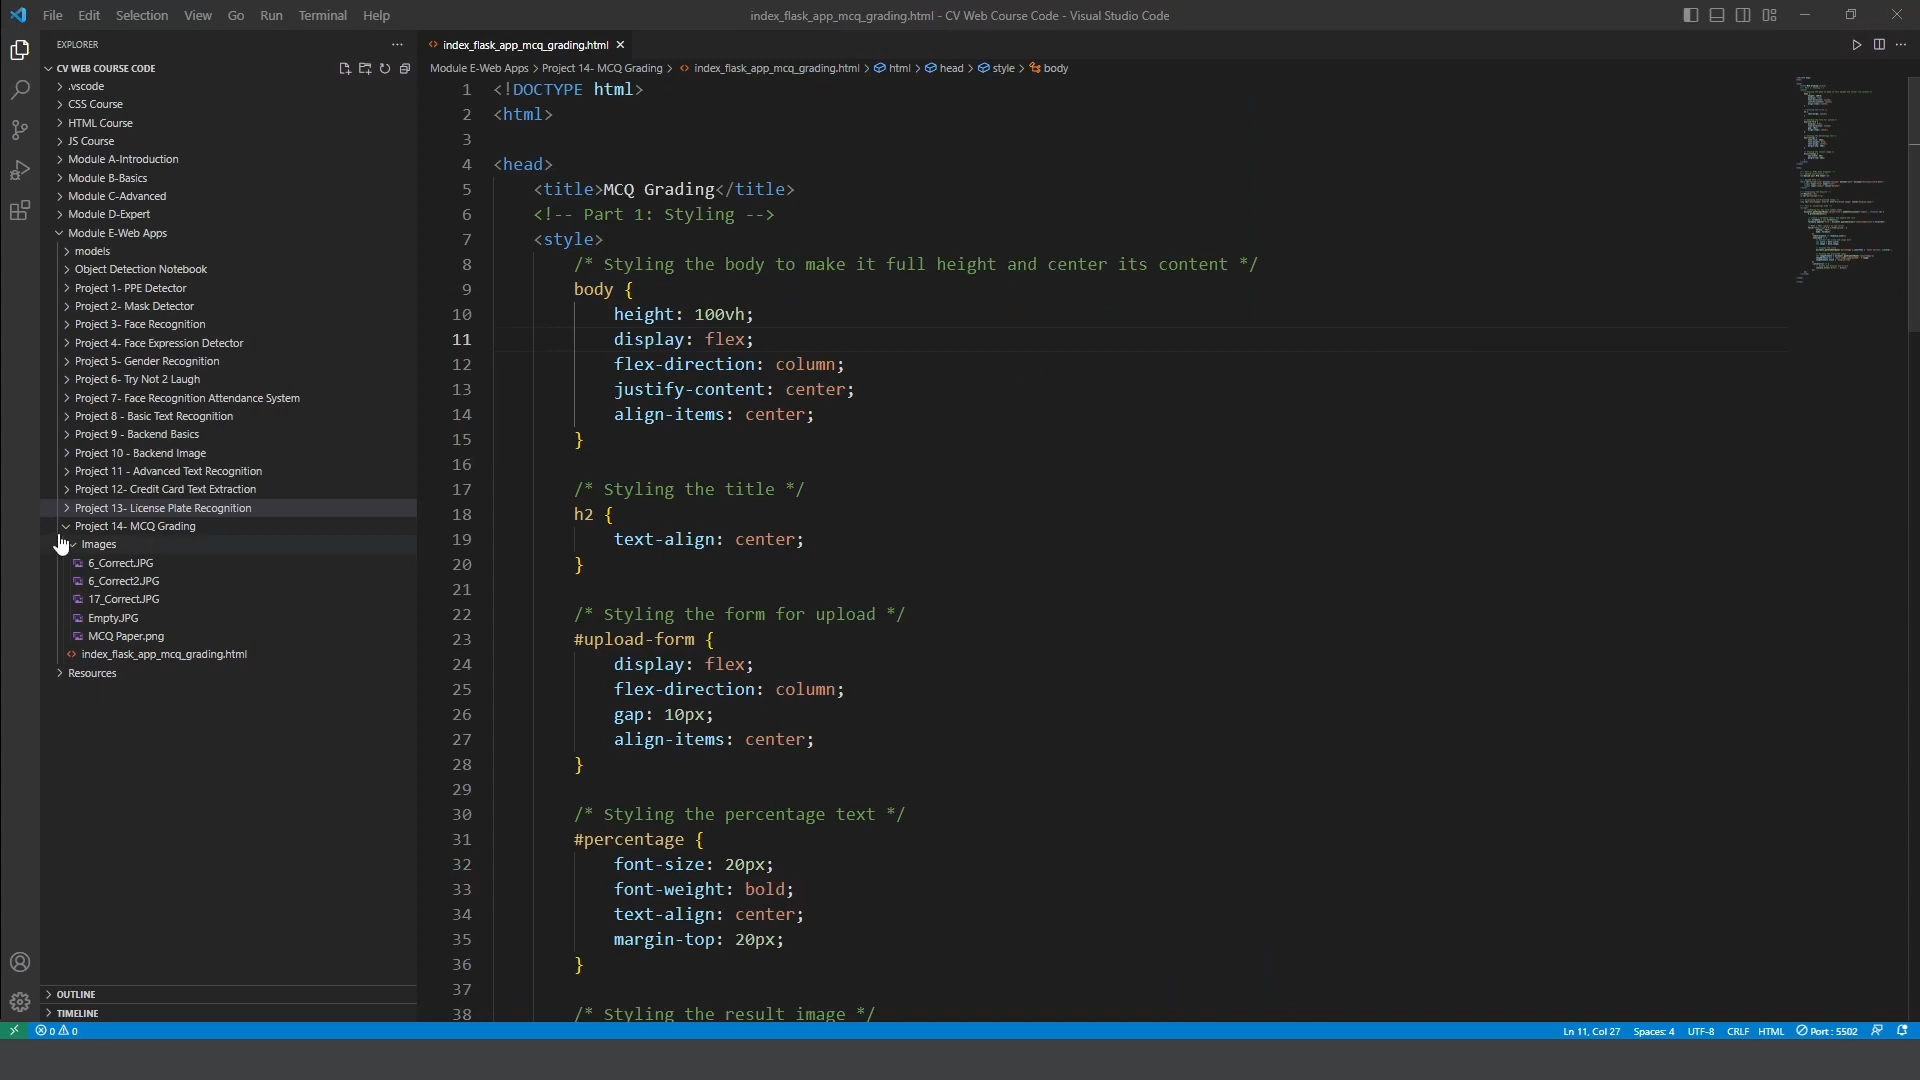 File Edit Selection View Go Run Terminal Help
index_flask_app_mcq_grading.html - CV Web Course Code - Visual Studio Code
EXPLORER
CV WEB COURSE CODE
.vscode
CSS Course
HTML Course
JS Course
Module A-Introduction
Module B-Basics
Module C-Advanced
Module D-Expert
Module E-Web Apps
models
Object Detection Notebook
Project 1- PPE Detector
Project 2- Mask Detector
Project 3- Face Recognition
Project 4- Face Expression Detector
Project 5- Gender Recognition
Project 6- Try Not 2 Laugh
Project 7- Face Recognition Attendance System
Project 8 - Basic Text Recognition
Project 9 - Backend Basics
Project 10 - Backend Image
Project 11 - Advanced Text Recognition
Project 12- Credit Card Text Extraction
Project 13- License Plate Recognition
Project 14- MCQ Grading
Images
6_Correct.JPG
6_Correct2.JPG
17_Correct.JPG
Empty.JPG
MCQ Paper.png
index_flask_app_mcq_grading.html
Resources
OUTLINE
TIMELINE
index_flask_app_mcq_grading.html
Module E-Web Apps > Project 14- MCQ Grading > index_flask_app_mcq_grading.html > html > head > style > body
1 <!DOCTYPE html>
2 <html>
3
4 <head>
5 <title>MCQ Grading</title>
6 <!-- Part 1: Styling -->
7 <style>
8 /* Styling the body to make it full height and center its content */
9 body {
10 height: 100vh;
11 display: flex;
12 flex-direction: column;
13 justify-content: center;
14 align-items: center;
15 }
16
17 /* Styling the title */
18 h2 {
19 text-align: center;
20 }
21
22 /* Styling the form for upload */
23 #upload-form {
24 display: flex;
25 flex-direction: column;
26 gap: 10px;
27 align-items: center;
28 }
29
30 /* Styling the percentage text */
31 #percentage {
32 font-size: 20px;
33 font-weight: bold;
34 text-align: center;
35 margin-top: 20px;
36 }
37
38 /* Styling the result image */
0 0
Ln 11, Col 27 Spaces: 4 UTF-8 CRLF HTML Port : 5502